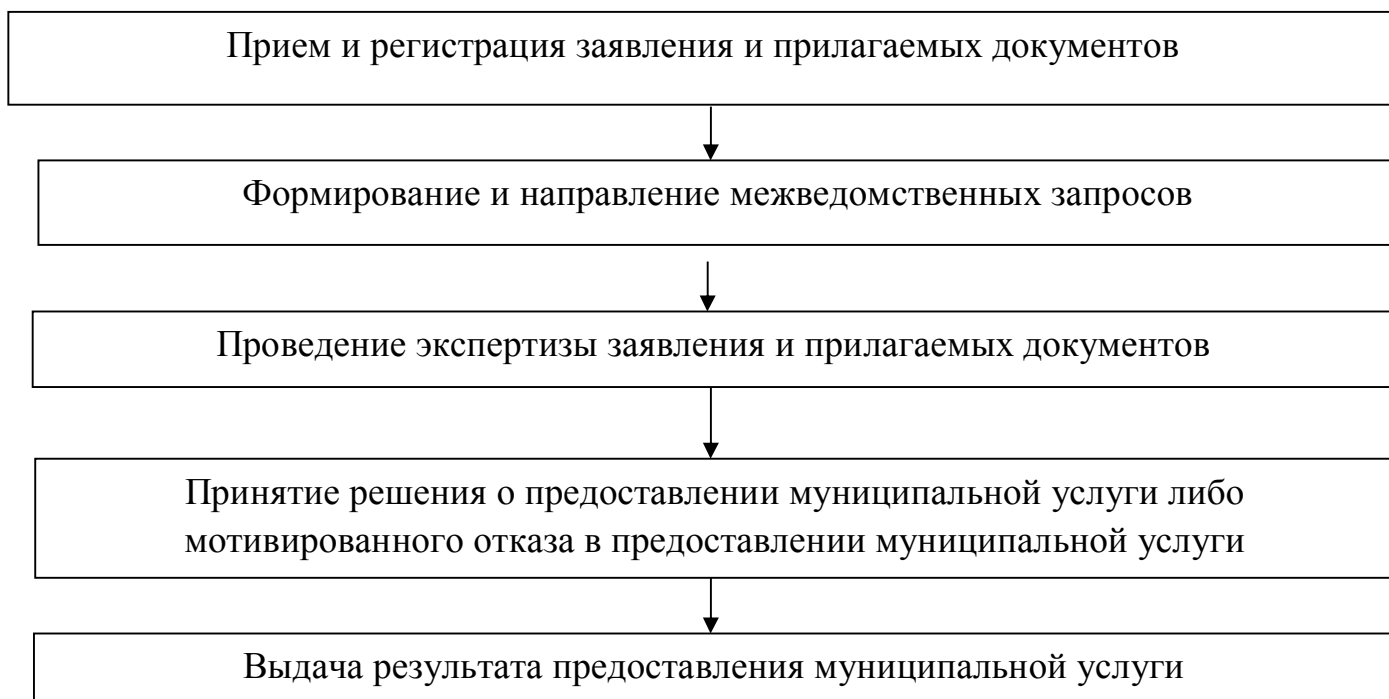 Прием и регистрация заявления и прилагаемых документов
Формирование и направление межведомственных запросов
Проведение экспертизы заявления и прилагаемых документов
Принятие решения о предоставлении муниципальной услуги либо
мотивированного отказа в предоставлении муниципальной услуги
Выдача результата предоставления муниципальной услуги